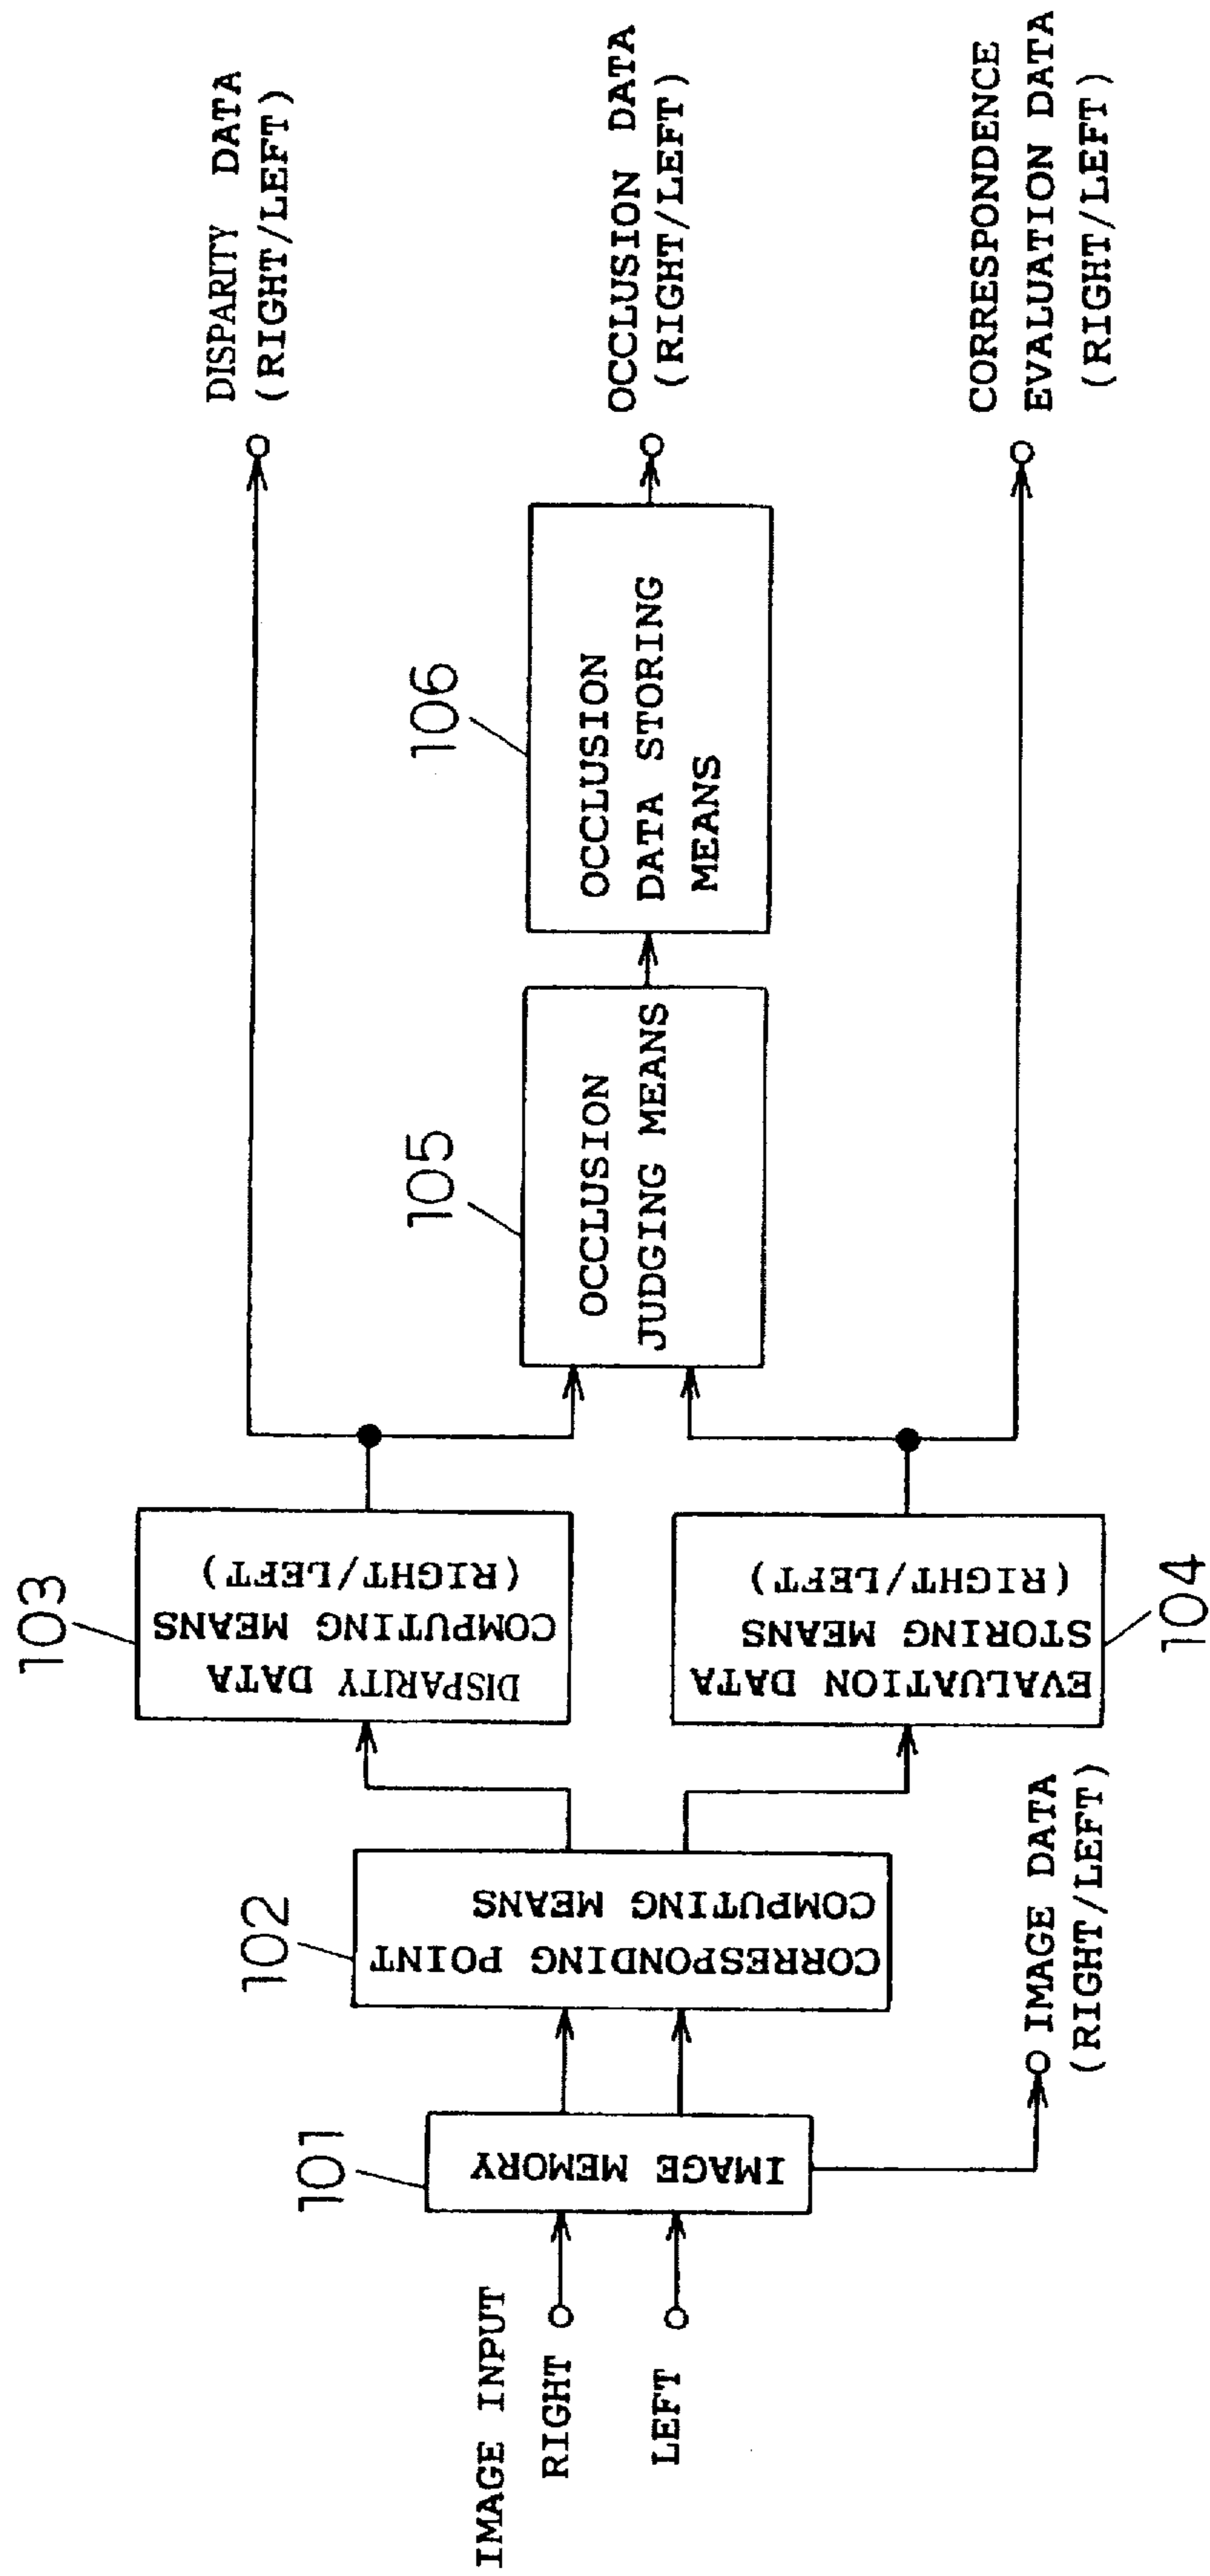 IMAGE INPUT
RIGHT
LEFT
101
IMAGE MEMORY
IMAGE DATA
(RIGHT/LEFT)
102
CORRESPONDING POINT
COMPUTING MEANS
103
DISPARITY DATA
COMPUTING MEANS
(RIGHT/LEFT)
104
EVALUATION DATA
STORING MEANS
(RIGHT/LEFT)
105
OCCLUSION
JUDGING MEANS
106
OCCLUSION
DATA STORING
MEANS
DISPARITY DATA
(RIGHT/LEFT)
OCCLUSION DATA
(RIGHT/LEFT)
CORRESPONDENCE
EVALUATION DATA
(RIGHT/LEFT)